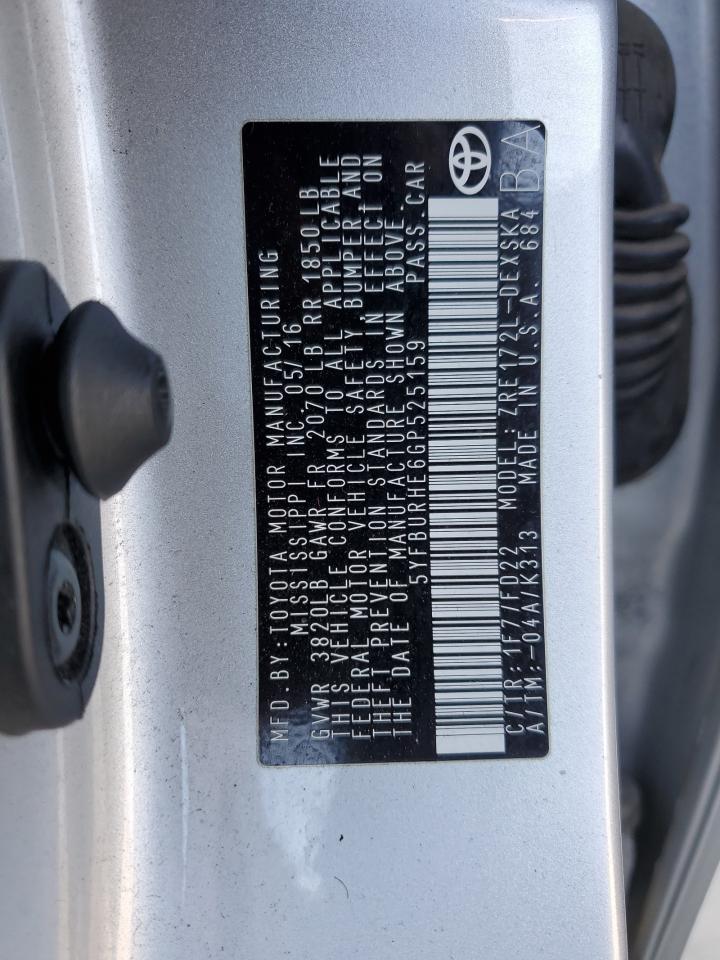 MFD.BY:TOYOTA MOTOR MANUFACTURING
MISSISSIPPI INC.05/16
GVWR 3820LB GAWR FR 2070 LB RR 1850 LB
THIS VEHICLE CONFORMS TO ALL APPLICABLE
FEDERAL MOTOR VEHICLE SAFETY,BUMPER AND
THEFT PREVENTION STANDARDS IN EFFECT ON
THE DATE OF MANUFACTURE SHOWN ABOVE.
5YFBURHE6GP525159 PASS.CAR
C/TR:1F7/FD22 MODEL:ZRE172L-DEXSKA
A/TM:-04A/K313 MADE IN U.S.A. 684
BA